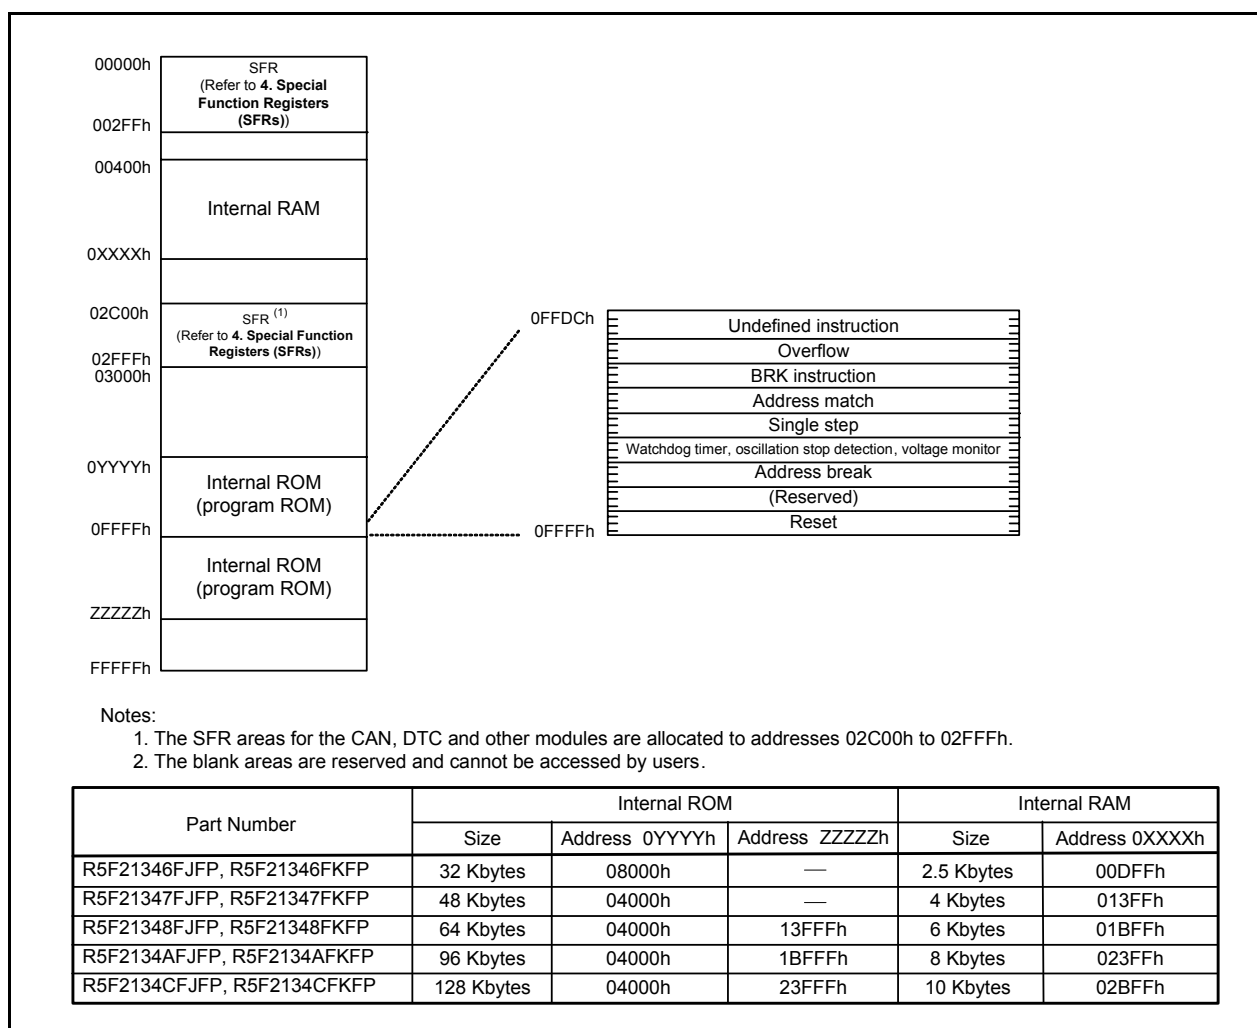 00000h
SFR
(Refer to 4. Special
Function Registers
(SFRs))
002FFh
00400h
Internal RAM
0XXXXh
02C00h
SFR (1)
(Refer to 4. Special Function
Registers (SFRs))
02FFFh
03000h
0YYYYh
Internal ROM
(program ROM)
0FFFFh
Internal ROM
(program ROM)
ZZZZZh
FFFFFh
0FFDCh
Undefined instruction
Overflow
BRK instruction
Address match
Single step
Watchdog timer, oscillation stop detection, voltage monitor
Address break
(Reserved)
0FFFFh
Reset
Notes:
1. The SFR areas for the CAN, DTC and other modules are allocated to addresses 02C00h to 02FFFh.
2. The blank areas are reserved and cannot be accessed by users.
Part Number Internal ROM Internal RAM
Size Address 0YYYYh Address ZZZZZh Size Address 0XXXXh
R5F21346FJFP, R5F21346FKFP 32 Kbytes 08000h — 2.5 Kbytes 00DFFh
R5F21347FJFP, R5F21347FKFP 48 Kbytes 04000h — 4 Kbytes 013FFh
R5F21348FJFP, R5F21348FKFP 64 Kbytes 04000h 13FFFh 6 Kbytes 01BFFh
R5F2134AFJFP, R5F2134AFKFP 96 Kbytes 04000h 1BFFFh 8 Kbytes 023FFh
R5F2134CFJFP, R5F2134CFKFP 128 Kbytes 04000h 23FFFh 10 Kbytes 02BFFh